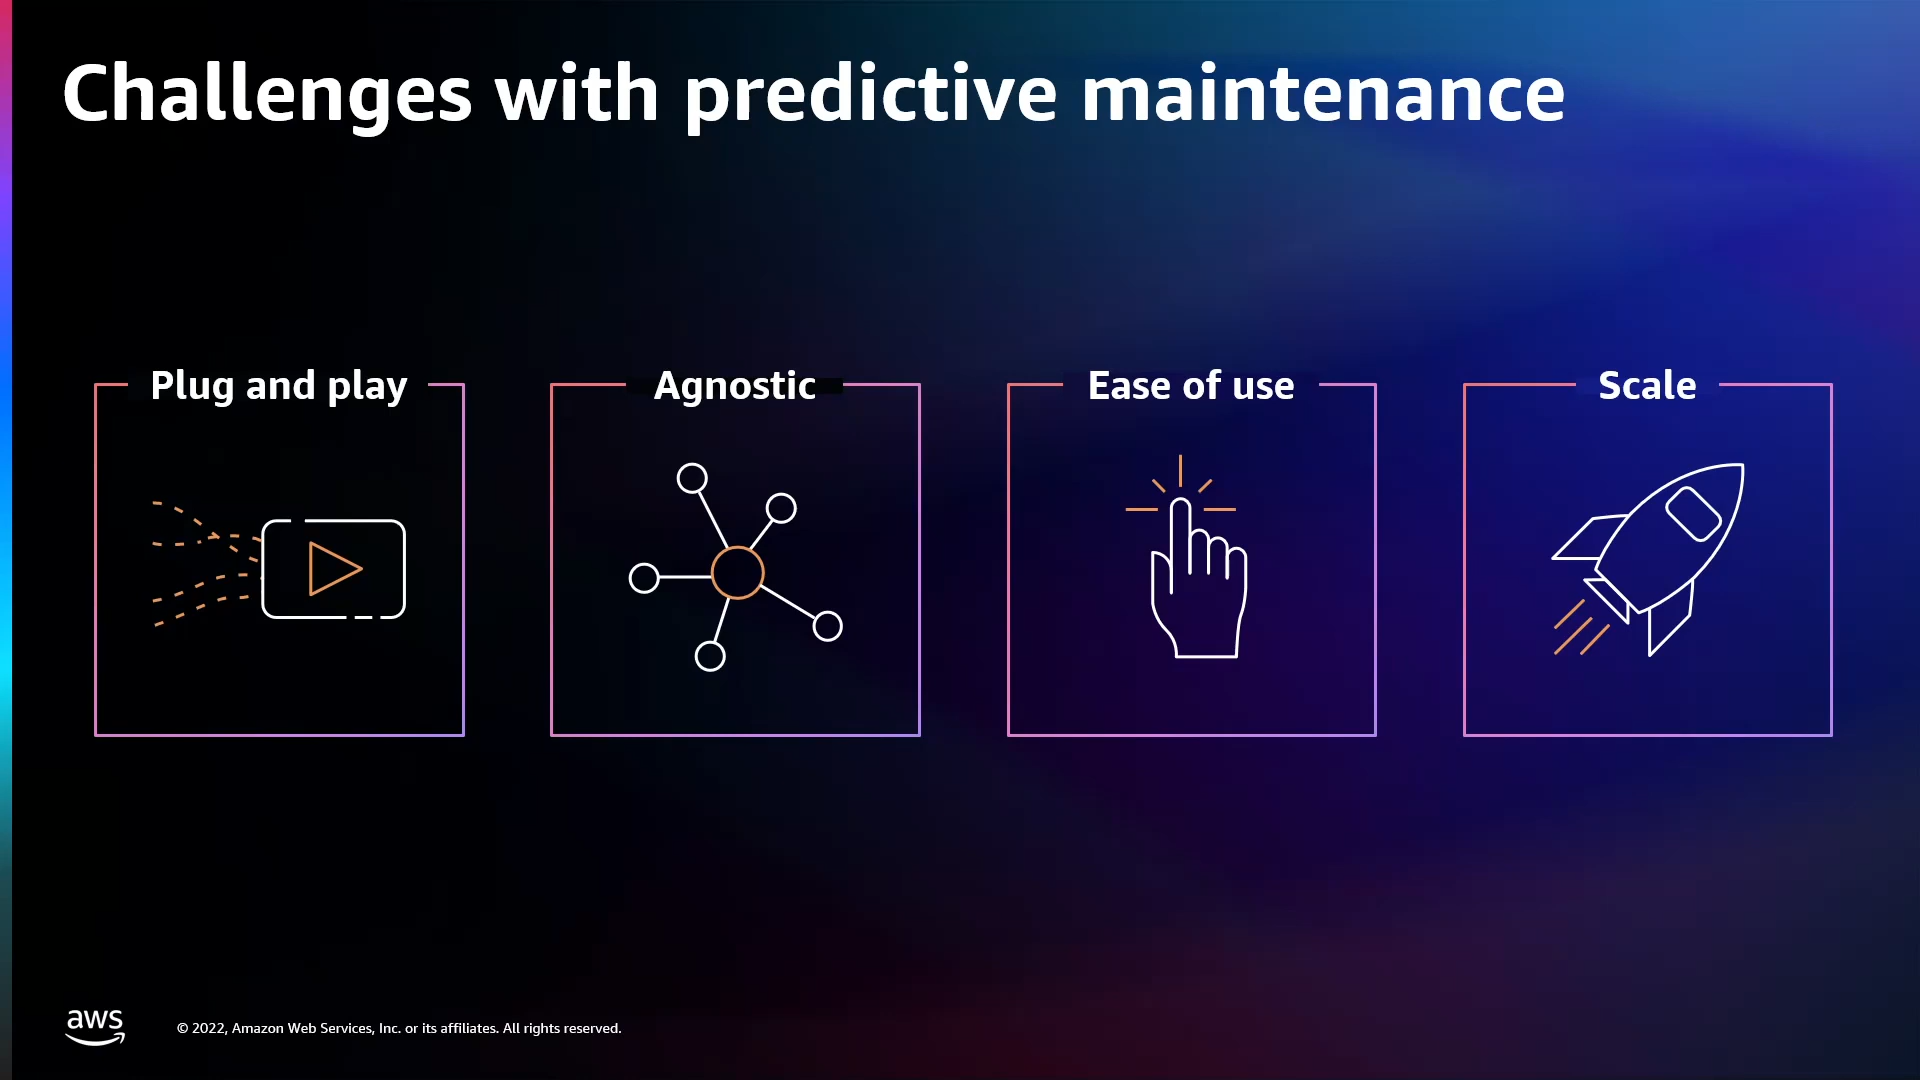 Challenges with predictive maintenance
Plug and play
Agnostic
Ease of use
Scale
aws
© 2022, Amazon Web Services, Inc. or its affiliates. All rights reserved.